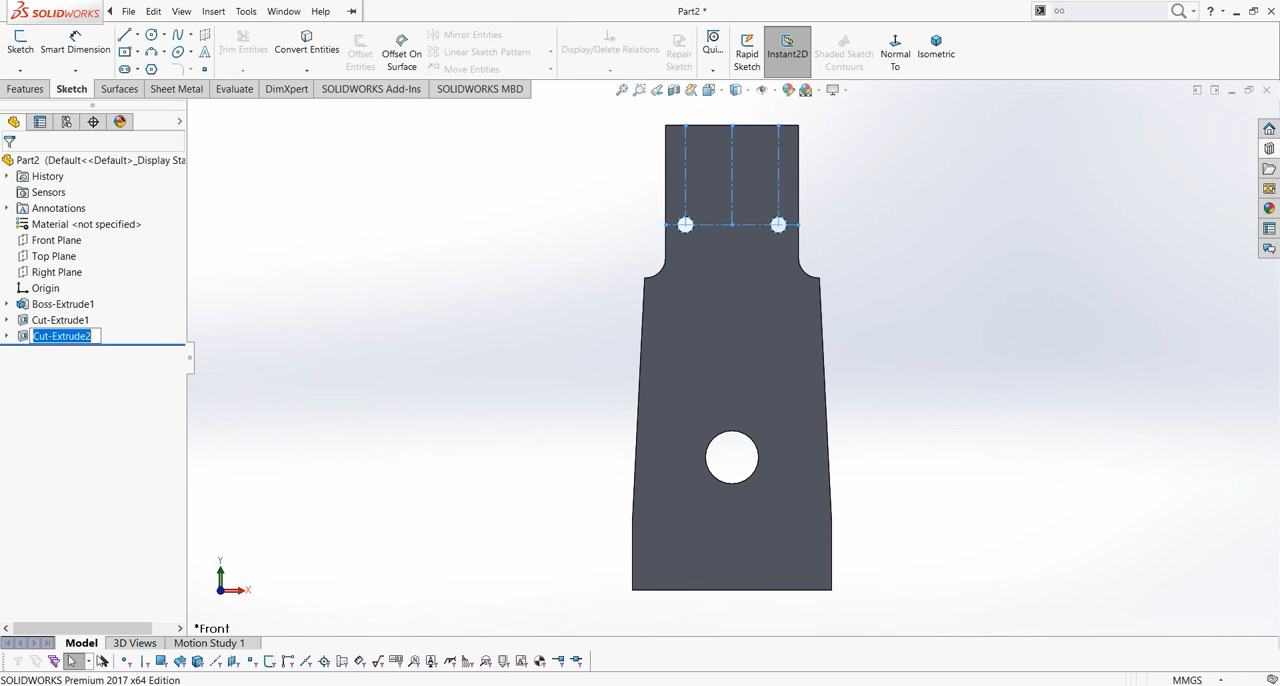 SOLIDWORKS File Edit View Insert Tools Window Help Part2 * oo ?
Sketch Smart Dimension Trim Entities Convert Entities Offset Entities Offset On Surface Mirror Entities Linear Sketch Pattern Move Entities Display/Delete Relations Repair Sketch Qui... Rapid Sketch Instant2D Shaded Sketch Contours Normal To Isometric
Features Sketch Surfaces Sheet Metal Evaluate DimXpert SOLIDWORKS Add-Ins SOLIDWORKS MBD
Part2 (Default<<Default>_Display Sta
History
Sensors
Annotations
Material <not specified>
Front Plane
Top Plane
Right Plane
Origin
Boss-Extrude1
Cut-Extrude1
Cut-Extrude2
Y
X
*Front
Model 3D Views Motion Study 1
SOLIDWORKS Premium 2017 x64 Edition MMGS